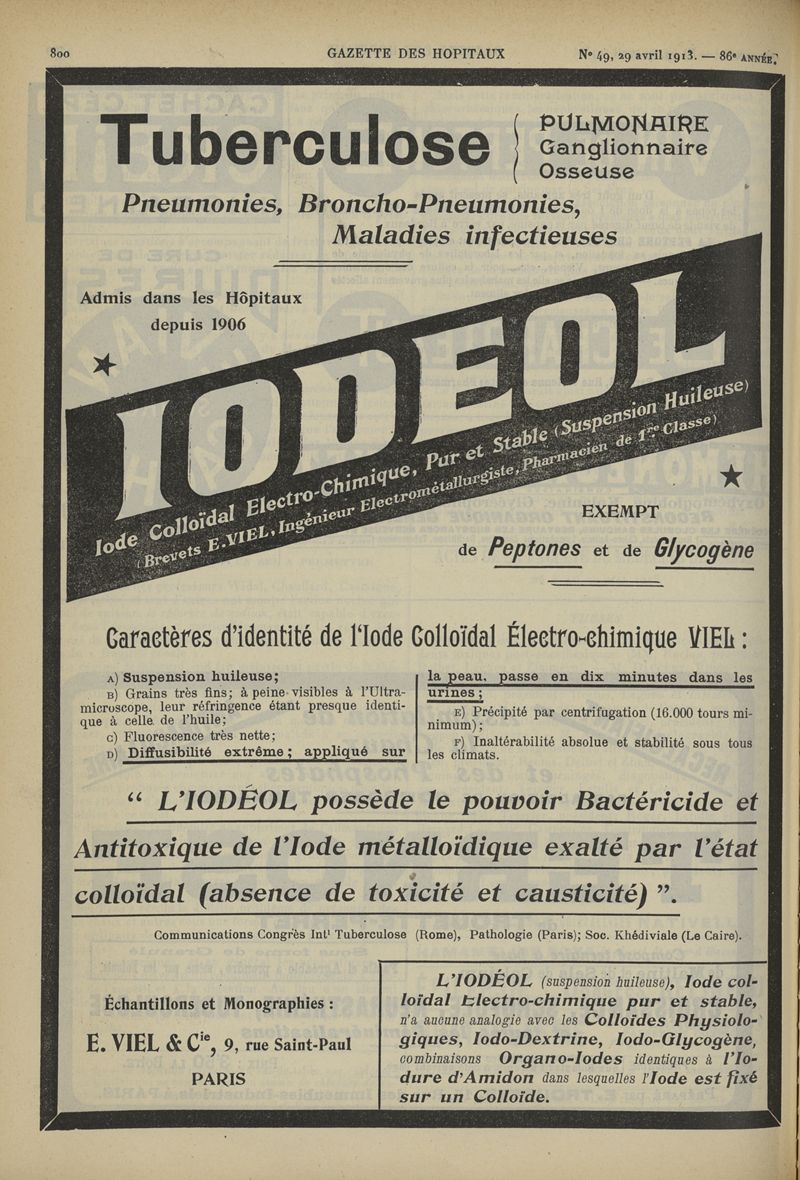 800
GAZETTE DES HOPITAUX
N° 49, 29 avril 1913. — 86e ANNÉE.
Tuberculose
PULMONAIRE
Ganglionnaire
Osseuse
Pneumonies, Broncho-Pneumonies,
Maladies infectieuses
Admis dans les Hôpitaux
depuis 1906
IODEOL
Iode Colloïdal Electro-Chimique, Pur et Stable (Suspension Huileuse)
(Brevets E.VIEL, Ingénieur Electrométallurgiste, Pharmacien de 1re Classe)
EXEMPT
de Peptones et de Glycogène
Caractères d'identité de l'Iode Colloïdal Électro-chimique VIEL :
A) Suspension huileuse;
B) Grains très fins; à peine visibles à l'Ultra-
microscope, leur réfringence étant presque identi-
que à celle de l'huile;
C) Fluorescence très nette;
D) Diffusibilité extrême; appliqué sur
la peau, passe en dix minutes dans les
urines;
E) Précipité par centrifugation (16.000 tours mi-
nimum);
F) Inaltérabilité absolue et stabilité sous tous
les climats.
“ L'IODÉOL possède le pouvoir Bactéricide et
Antitoxique de l'Iode métalloïdique exalté par l'état
colloïdal (absence de toxicité et causticité) ”.
Communications Congrès Intl Tuberculose (Rome), Pathologie (Paris); Soc. Khédiviale (Le Caire).
Échantillons et Monographies :
E. VIEL & Cie, 9, rue Saint-Paul
PARIS
L'IODÉOL (suspension huileuse), Iode col-
loïdal Electro-chimique pur et stable,
n'a aucune analogie avec les Colloïdes Physiolo-
giques, Iodo-Dextrine, Iodo-Glycogène,
combinaisons Organo-Iodes identiques à l'Io-
dure d'Amidon dans lesquelles l'Iode est fixé
sur un Colloïde.